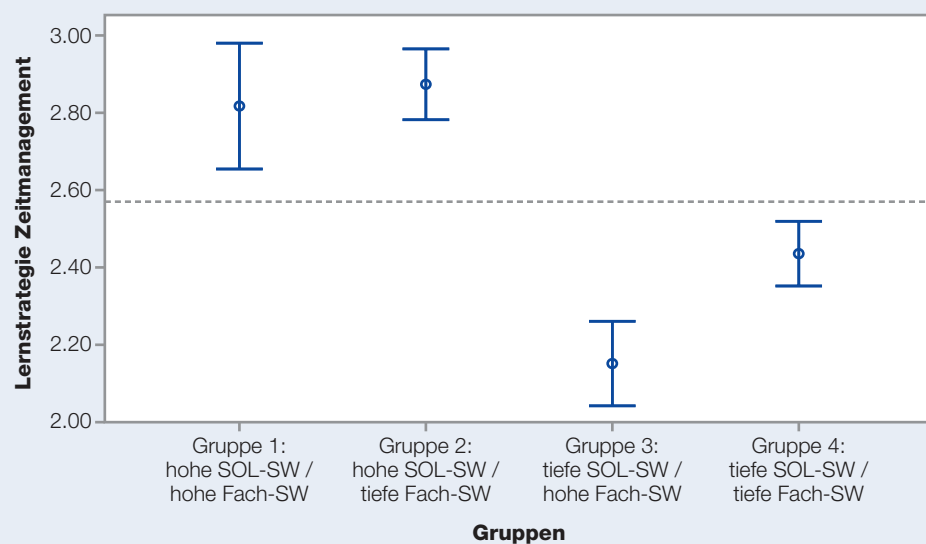 Lernstrategie Zeitmanagement
3.00
2.80
2.60
2.40
2.20
2.00
Gruppe 1:
hohe SOL-SW /
hohe Fach-SW
Gruppe 2:
hohe SOL-SW /
tiefe Fach-SW
Gruppe 3:
tiefe SOL-SW /
hohe Fach-SW
Gruppe 4:
tiefe SOL-SW /
tiefe Fach-SW
Gruppen